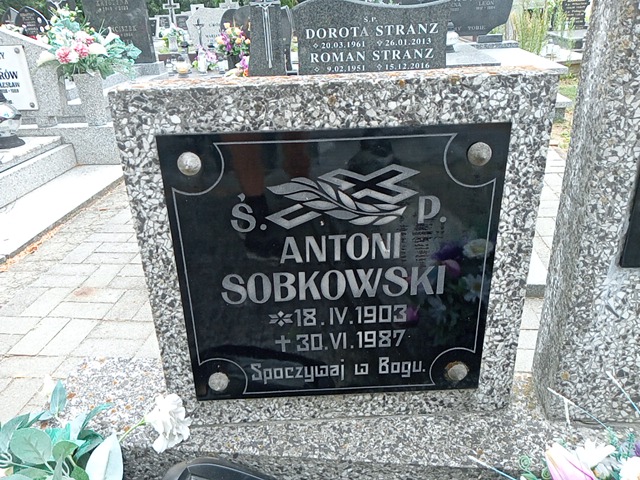 Ś.P.
DOROTA STRANZ
20.03.1961 26.01.2013
ROMAN STRANZ
9.02.1951 15.12.2016
Ś. P.
ANTONI
SOBKOWSKI
18.IV.1903
30.VI.1987
Spoczywaj w Bogu.